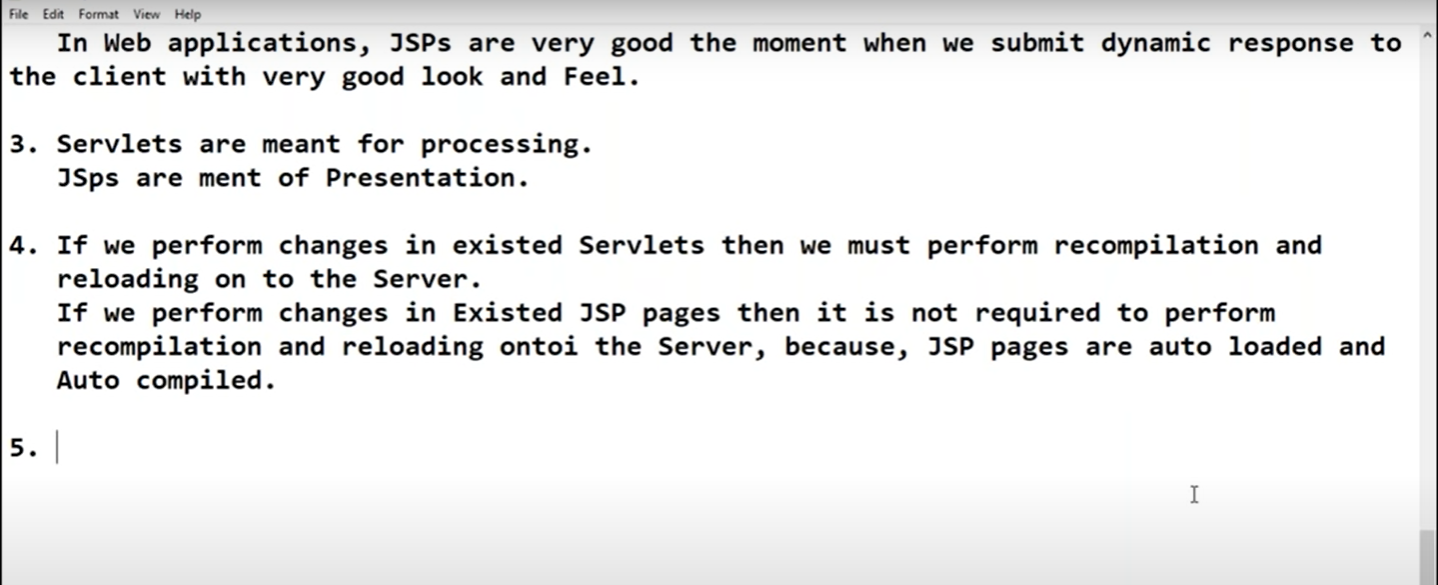 File Edit Format View Help
In Web applications, JSPs are very good the moment when we submit dynamic response to
the client with very good look and Feel.
3. Servlets are meant for processing.
JSps are ment of Presentation.
4. If we perform changes in existed Servlets then we must perform recompilation and
reloading on to the Server.
If we perform changes in Existed JSP pages then it is not required to perform
recompilation and reloading ontoi the Server, because, JSP pages are auto loaded and
Auto compiled.
5.